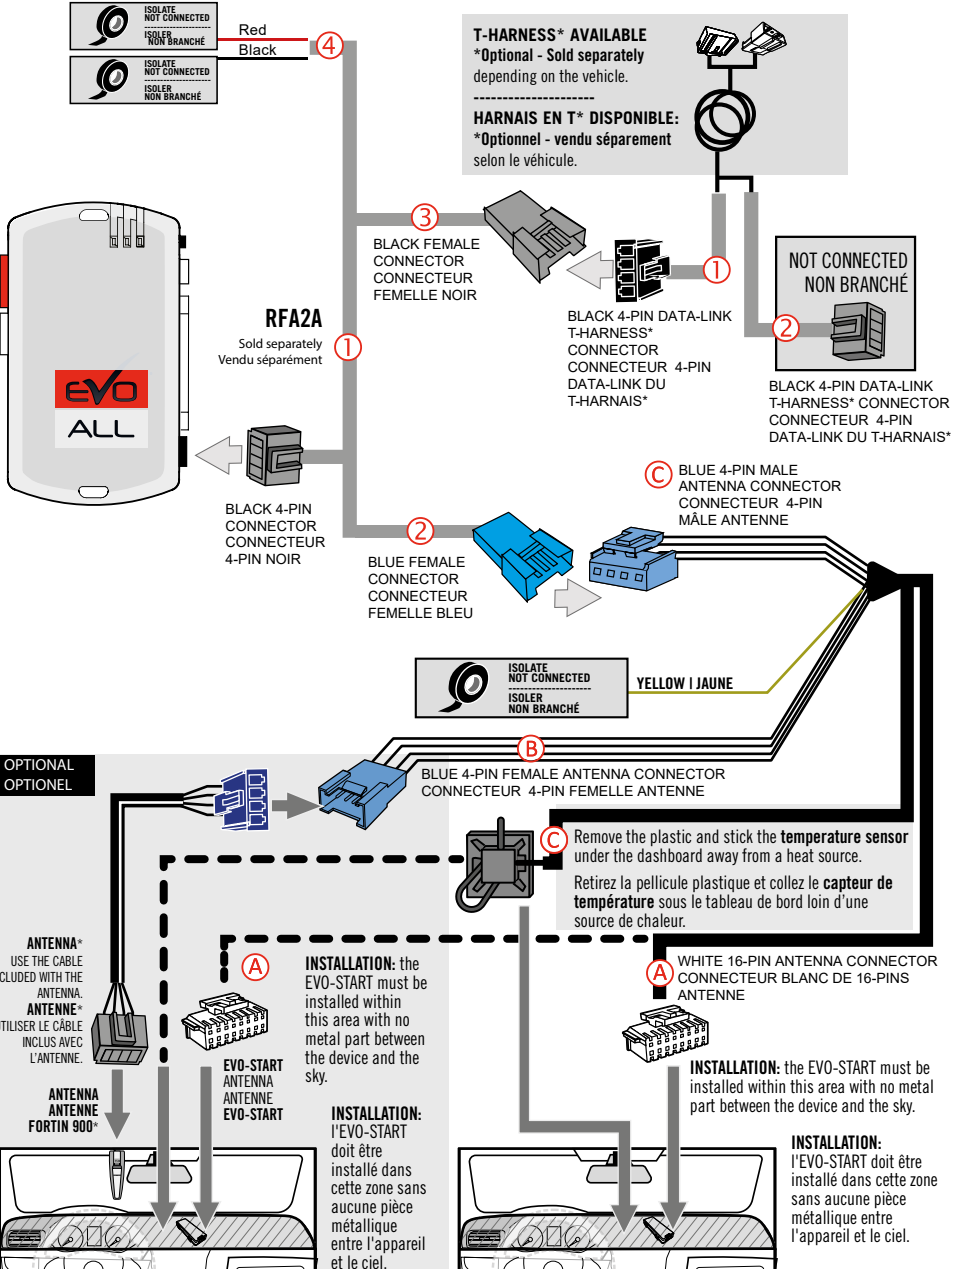 ISOLATE
NOT CONNECTED
ISOLER
NON BRANCHÉ
Red
Black
4
ISOLATE
NOT CONNECTED
ISOLER
NON BRANCHÉ
T-HARNESS* AVAILABLE
*Optional - Sold separately
depending on the vehicle.
HARNAIS EN T* DISPONIBLE:
*Optionnel - vendu séparement
selon le véhicule.
3
BLACK FEMALE
CONNECTOR
CONNECTEUR
FEMELLE NOIR
1
BLACK 4-PIN DATA-LINK
T-HARNESS*
CONNECTOR
CONNECTEUR 4-PIN
DATA-LINK DU
T-HARNAIS*
NOT CONNECTED
NON BRANCHÉ
2
BLACK 4-PIN DATA-LINK
T-HARNESS* CONNECTOR
CONNECTEUR 4-PIN
DATA-LINK DU T-HARNAIS*
RFA2A
Sold separately
Vendu séparément
1
EVO
ALL
BLACK 4-PIN
CONNECTOR
CONNECTEUR
4-PIN NOIR
2
BLUE FEMALE
CONNECTOR
CONNECTEUR
FEMELLE BLEU
C
BLUE 4-PIN MALE
ANTENNA CONNECTOR
CONNECTEUR 4-PIN
MÂLE ANTENNE
ISOLATE
NOT CONNECTED
ISOLER
NON BRANCHÉ
YELLOW | JAUNE
B
BLUE 4-PIN FEMALE ANTENNA CONNECTOR
CONNECTEUR 4-PIN FEMELLE ANTENNE
OPTIONAL
OPTIONEL
C
Remove the plastic and stick the temperature sensor
under the dashboard away from a heat source.
Retirez la pellicule plastique et collez le capteur de
température sous le tableau de bord loin d'une
source de chaleur.
ANTENNA*
USE THE CABLE
CLUDED WITH THE
ANTENNA.
ANTENNE*
TILISER LE CÂBLE
INCLUS AVEC
L'ANTENNE.
ANTENNA
ANTENNE
FORTIN 900*
A
EVO-START
ANTENNA
ANTENNE
EVO-START
INSTALLATION: the
EVO-START must be
installed within
this area with no
metal part between
the device and the
sky.
INSTALLATION:
l'EVO-START
doit être
installé dans
cette zone sans
aucune pièce
métallique
entre l'appareil
et le ciel.
A
WHITE 16-PIN ANTENNA CONNECTOR
CONNECTEUR BLANC DE 16-PINS
ANTENNE
INSTALLATION: the EVO-START must be
installed within this area with no metal
part between the device and the sky.
INSTALLATION:
l'EVO-START doit être
installé dans cette zone
sans aucune pièce
métallique entre
l'appareil et le ciel.